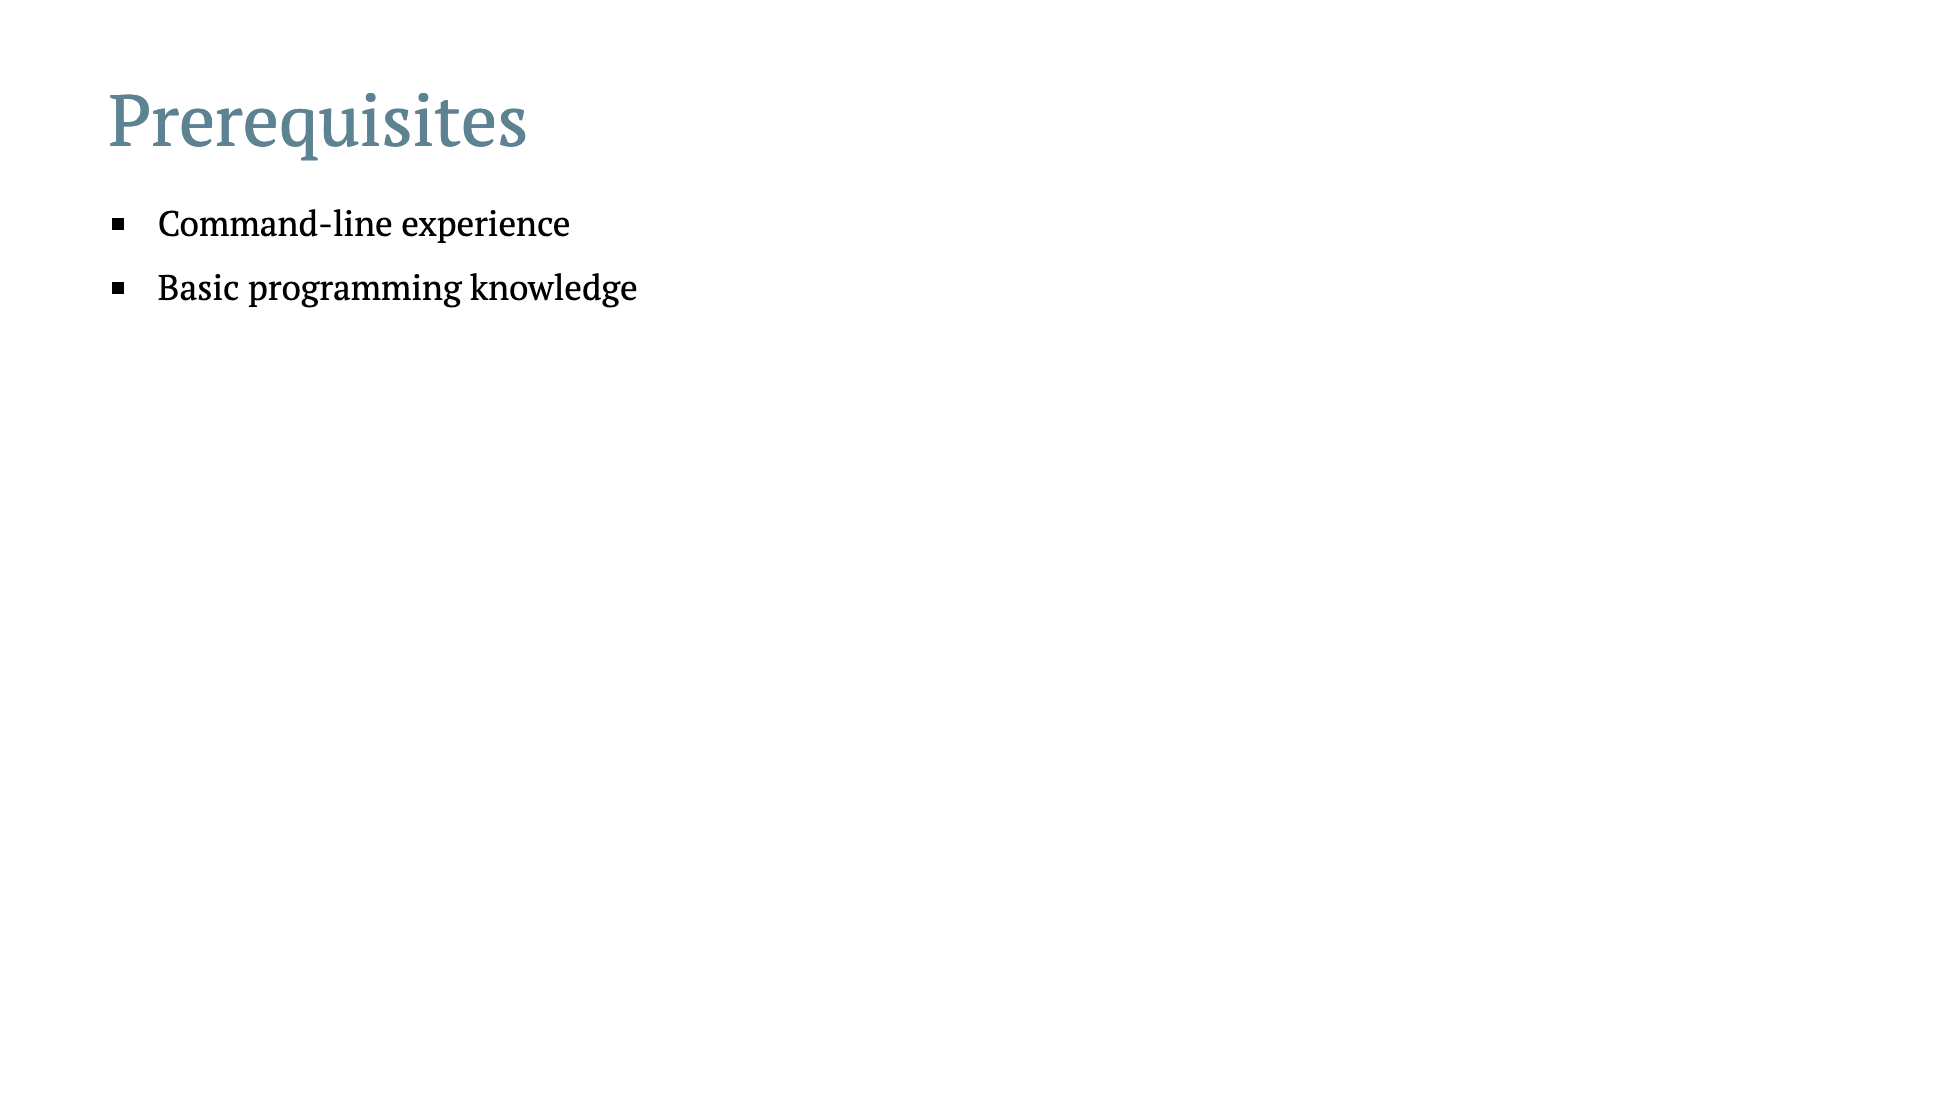 Prerequisites
▪ Command-line experience
▪ Basic programming knowledge